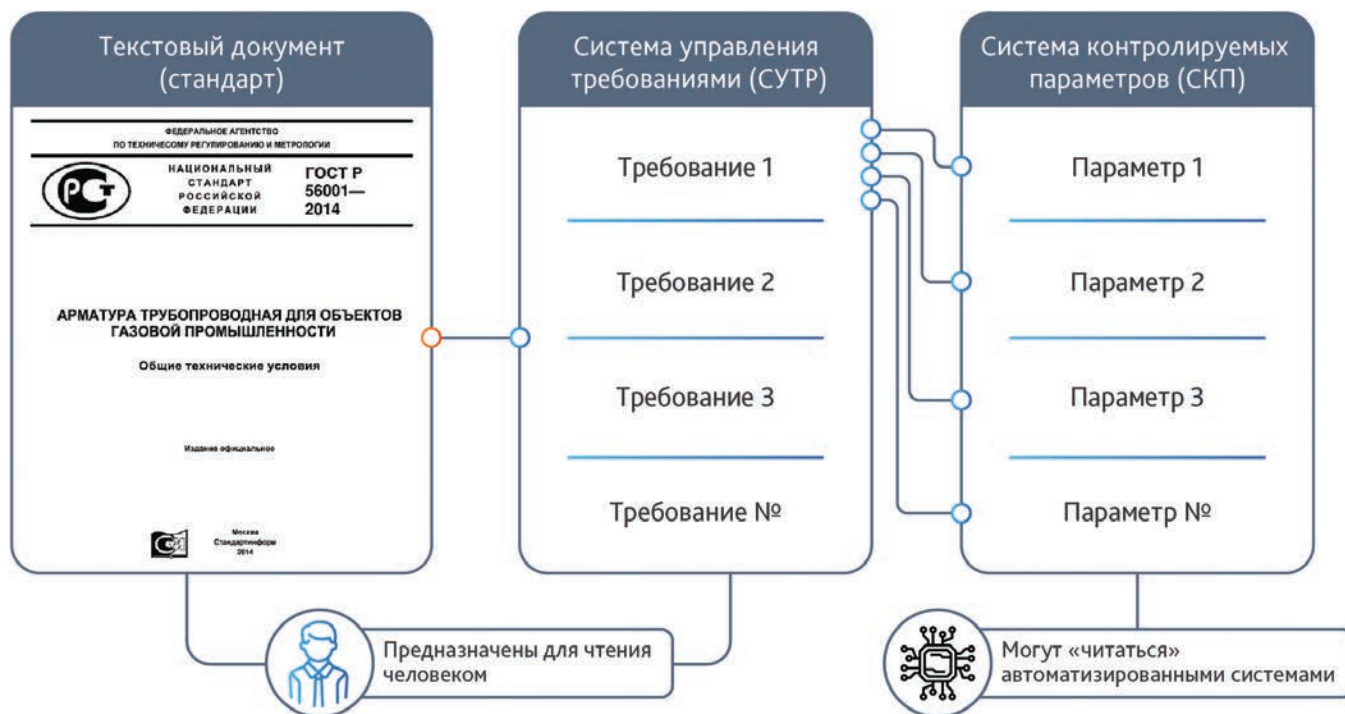 Текстовый документ
(стандарт)
ФЕДЕРАЛЬНОЕ АГЕНТСТВО
ПО ТЕХНИЧЕСКОМУ РЕГУЛИРОВАНИЮ И МЕТРОЛОГИИ
РСТ
НАЦИОНАЛЬНЫЙ
СТАНДАРТ
РОССИЙСКОЙ
ФЕДЕРАЦИИ
ГОСТ Р
56001—
2014
АРМАТУРА ТРУБОПРОВОДНАЯ ДЛЯ ОБЪЕКТОВ
ГАЗОВОЙ ПРОМЫШЛЕННОСТИ
Общие технические условия
Издание официальное
Москва
Стандартинформ
2014
Система управления
требованиями (СУТР)
Требование 1
Требование 2
Требование 3
Требование №
Система контролируемых
параметров (СКП)
Параметр 1
Параметр 2
Параметр 3
Параметр №
Предназначены для чтения
человеком
Могут «читаться»
автоматизированными системами